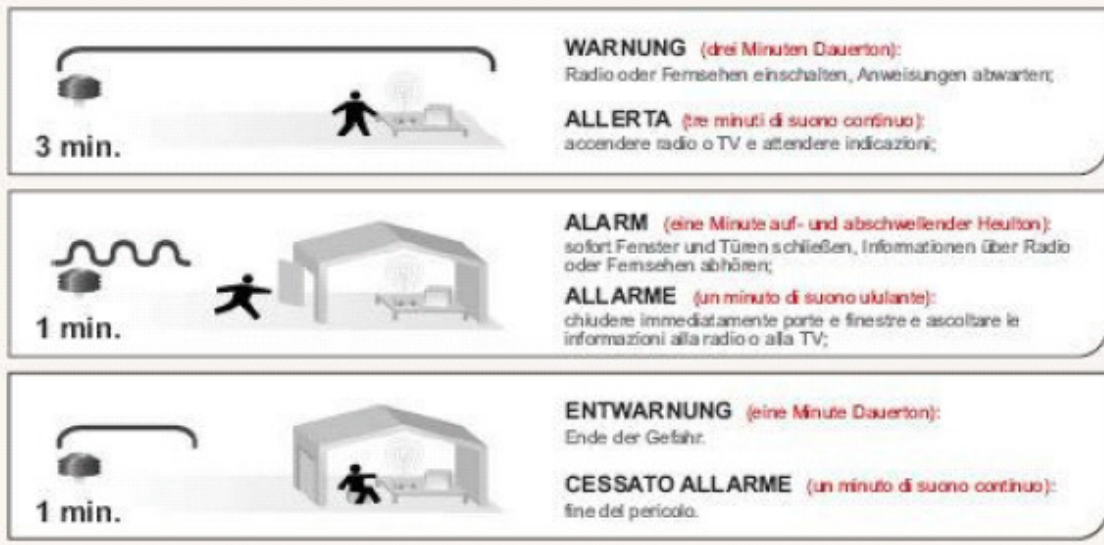 3 min.
WARNUNG (drei Minuten Dauerton):
Radio oder Fernsehen einschalten, Anweisungen abwarten;
ALLERTA (tre minuti di suono continuo):
accendere radio o TV e attendere indicazioni;
1 min.
ALARM (eine Minute auf- und abschwellender Heulton):
sofort Fenster und Türen schließen, Informationen über Radio
oder Fernsehen abhören;
ALLARME (un minuto di suono ululante):
chiudere immediatamente porte e finestre e ascoltare le
informazioni alla radio o alla TV;
1 min.
ENTWARNUNG (eine Minute Dauerton):
Ende der Gefahr.
CESSATO ALLARME (un minuto di suono continuo):
fine del pericolo.